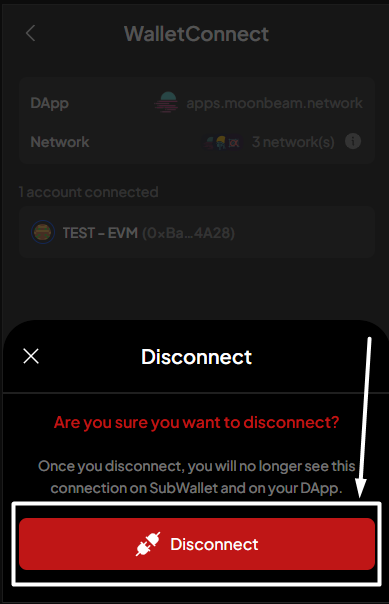 WalletConnect
DApp apps.moonbeam.network
Network 3 network(s)
1 account connected
TEST - EVM (0xBa...4A28)
Disconnect
Are you sure you want to disconnect?
Once you disconnect, you will no longer see this
connection on SubWallet and on your DApp.
Disconnect